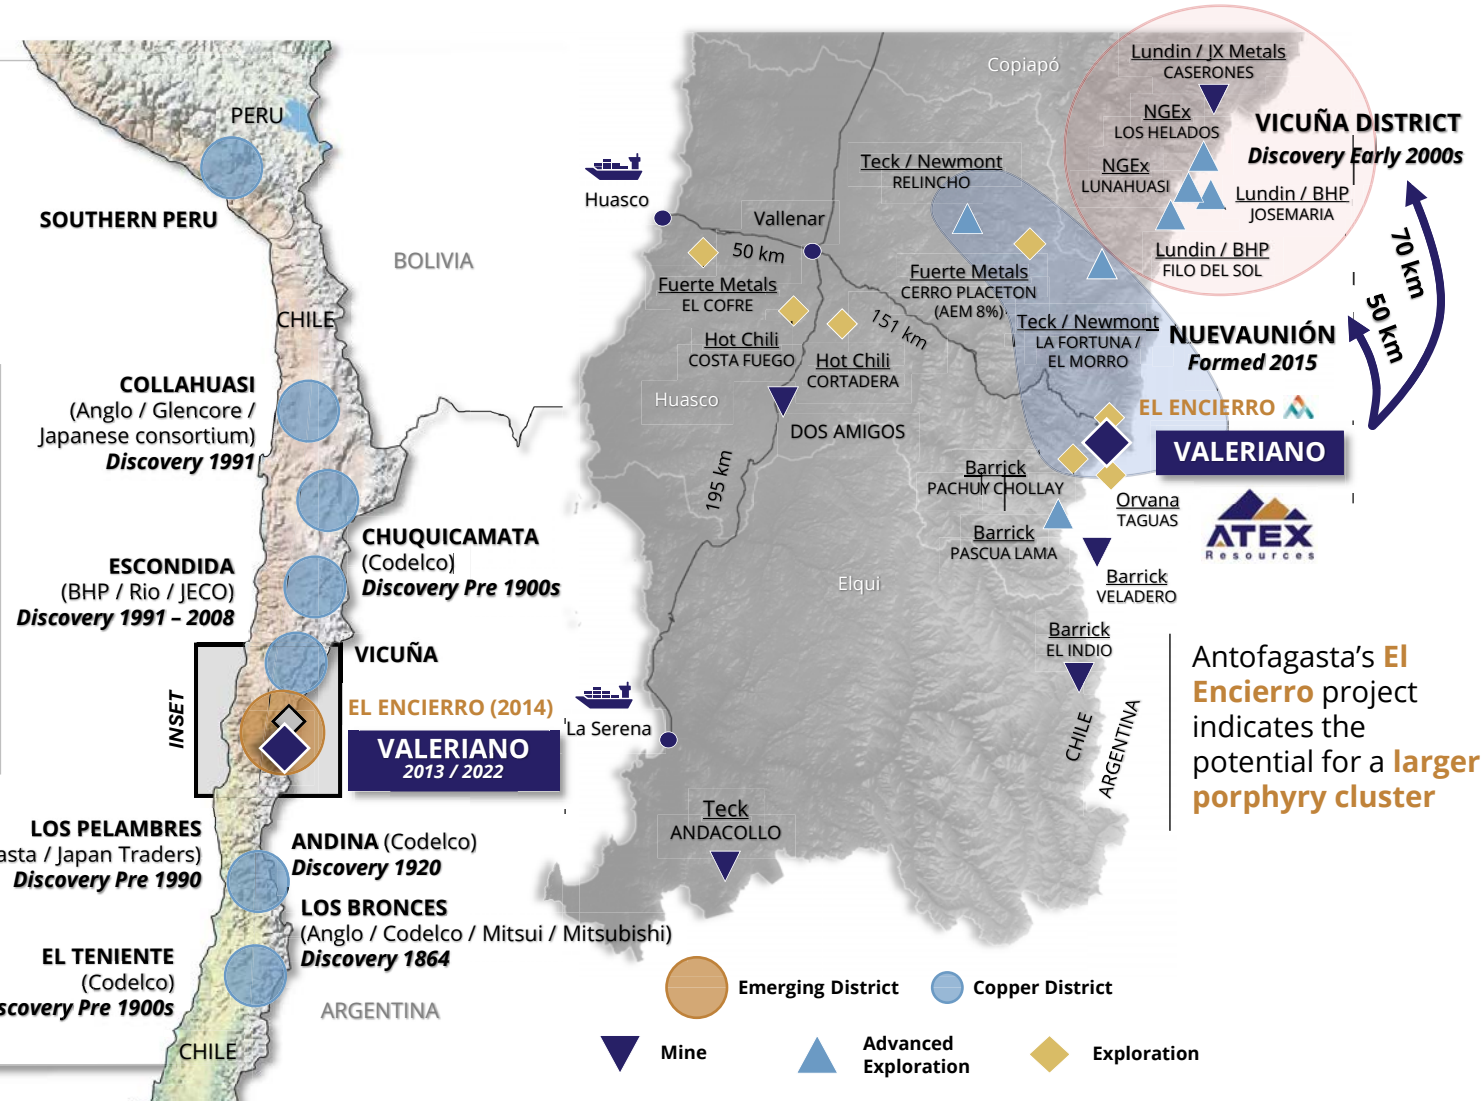 PERU
SOUTHERN PERU
BOLIVIA
CHILE
COLLAHUASI
(Anglo / Glencore /
Japanese consortium)
Discovery 1991
CHUQUICAMATA
(Codelco)
Discovery Pre 1900s
ESCONDIDA
(BHP / Rio / JECO)
Discovery 1991 – 2008
VICUÑA
INSET
EL ENCIERRO (2014)
VALERIANO
2013 / 2022
LOS PELAMBRES
asta / Japan Traders)
Discovery Pre 1990
ANDINA (Codelco)
Discovery 1920
LOS BRONCES
(Anglo / Codelco / Mitsui / Mitsubishi)
Discovery 1864
EL TENIENTE
(Codelco)
scovery Pre 1900s
ARGENTINA
CHILE
Copiapó
Lundin / JX Metals
CASERONES
NGEx
LOS HELADOS
VICUÑA DISTRICT
Discovery Early 2000s
NGEx
LUNAHUASI
Lundin / BHP
JOSEMARIA
Lundin / BHP
FILO DEL SOL
70 km
50 km
Teck / Newmont
RELINCHO
Huasco
Vallenar
50 km
Fuerte Metals
EL COFRE
Fuerte Metals
CERRO PLACETON
(AEM 8%)
151 km
Hot Chili
COSTA FUEGO
Hot Chili
CORTADERA
Teck / Newmont
LA FORTUNA /
EL MORRO
NUEVAUNIÓN
Formed 2015
Huasco
DOS AMIGOS
EL ENCIERRO
VALERIANO
195 km
Barrick
PACHUY CHOLLAY
Orvana
TAGUAS
ATEX
Resources
Barrick
PASCUA LAMA
Elqui
Barrick
VELADERO
Barrick
EL INDIO
CHILE
ARGENTINA
La Serena
Teck
ANDACOLLO
Antofagasta’s El
Encierro project
indicates the
potential for a larger
porphyry cluster
Emerging District
Copper District
Mine
Advanced
Exploration
Exploration